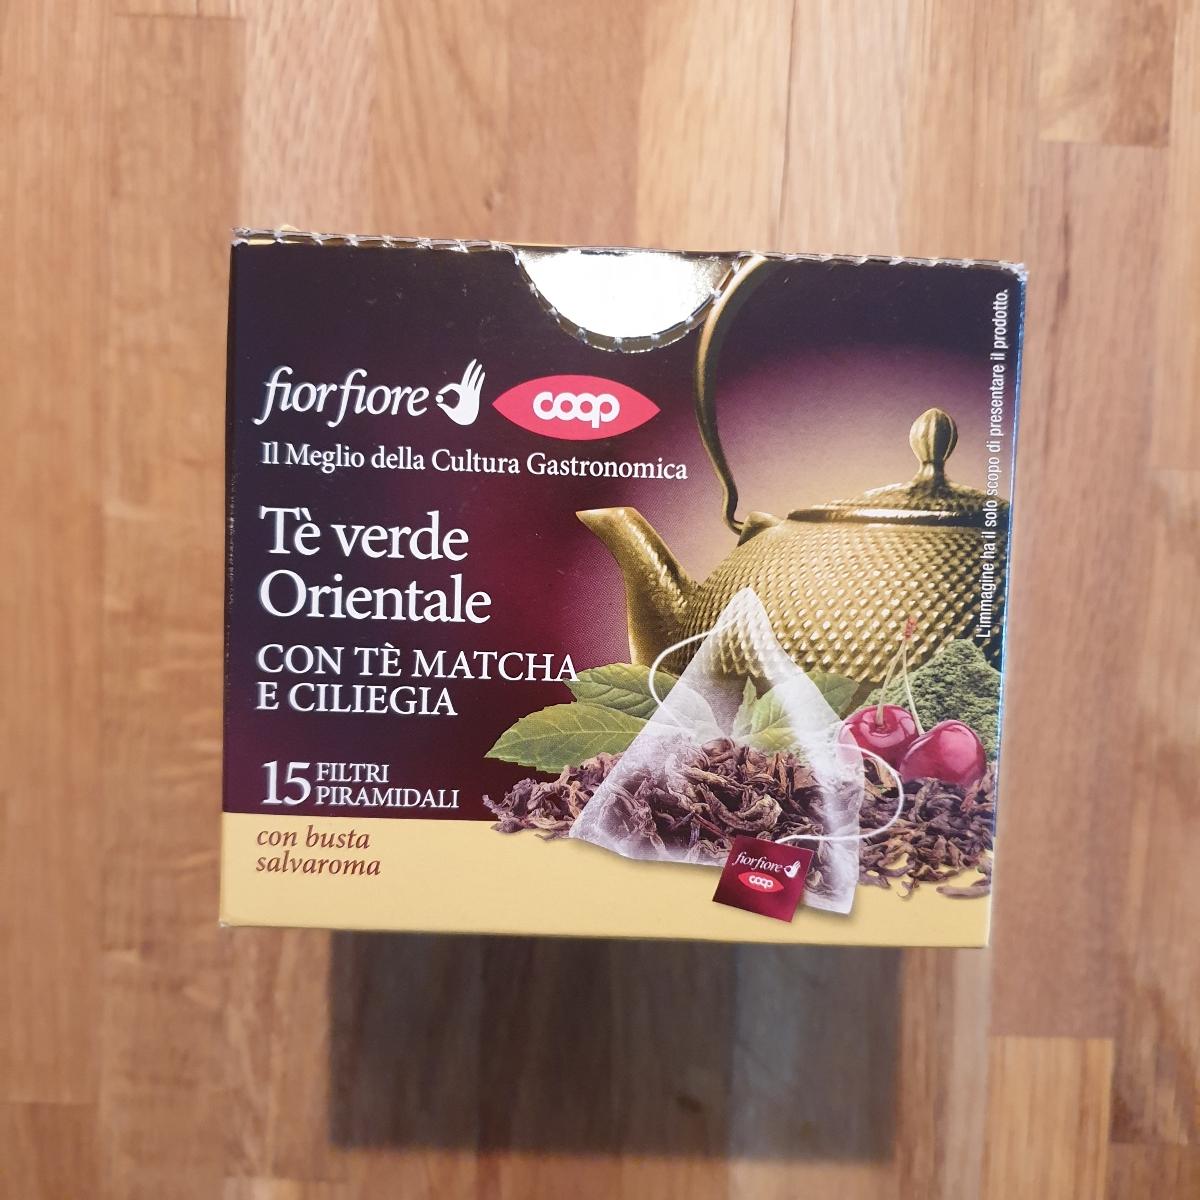 fiorfiore coop
Il Meglio della Cultura Gastronomica
Tè verde
Orientale
CON TÈ MATCHA
E CILIEGIA
15 FILTRI
PIRAMIDALI
con busta
salvaroma
fiorfiore
coop
L'immagine ha il solo scopo di presentare il prodotto.